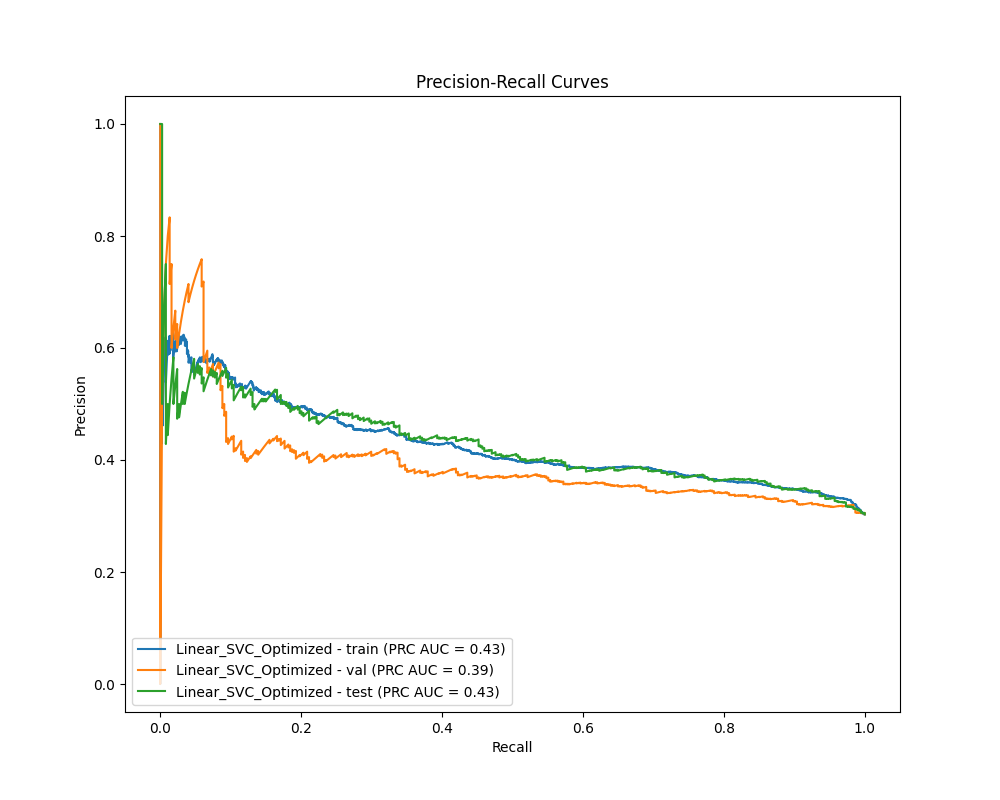 Precision-Recall Curves
1.0
0.8
0.6
0.4
0.2
0.0
Precision
Linear_SVC_Optimized - train (PRC AUC = 0.43)
Linear_SVC_Optimized - val (PRC AUC = 0.39)
Linear_SVC_Optimized - test (PRC AUC = 0.43)
0.0 0.2 0.4 0.6 0.8 1.0
Recall